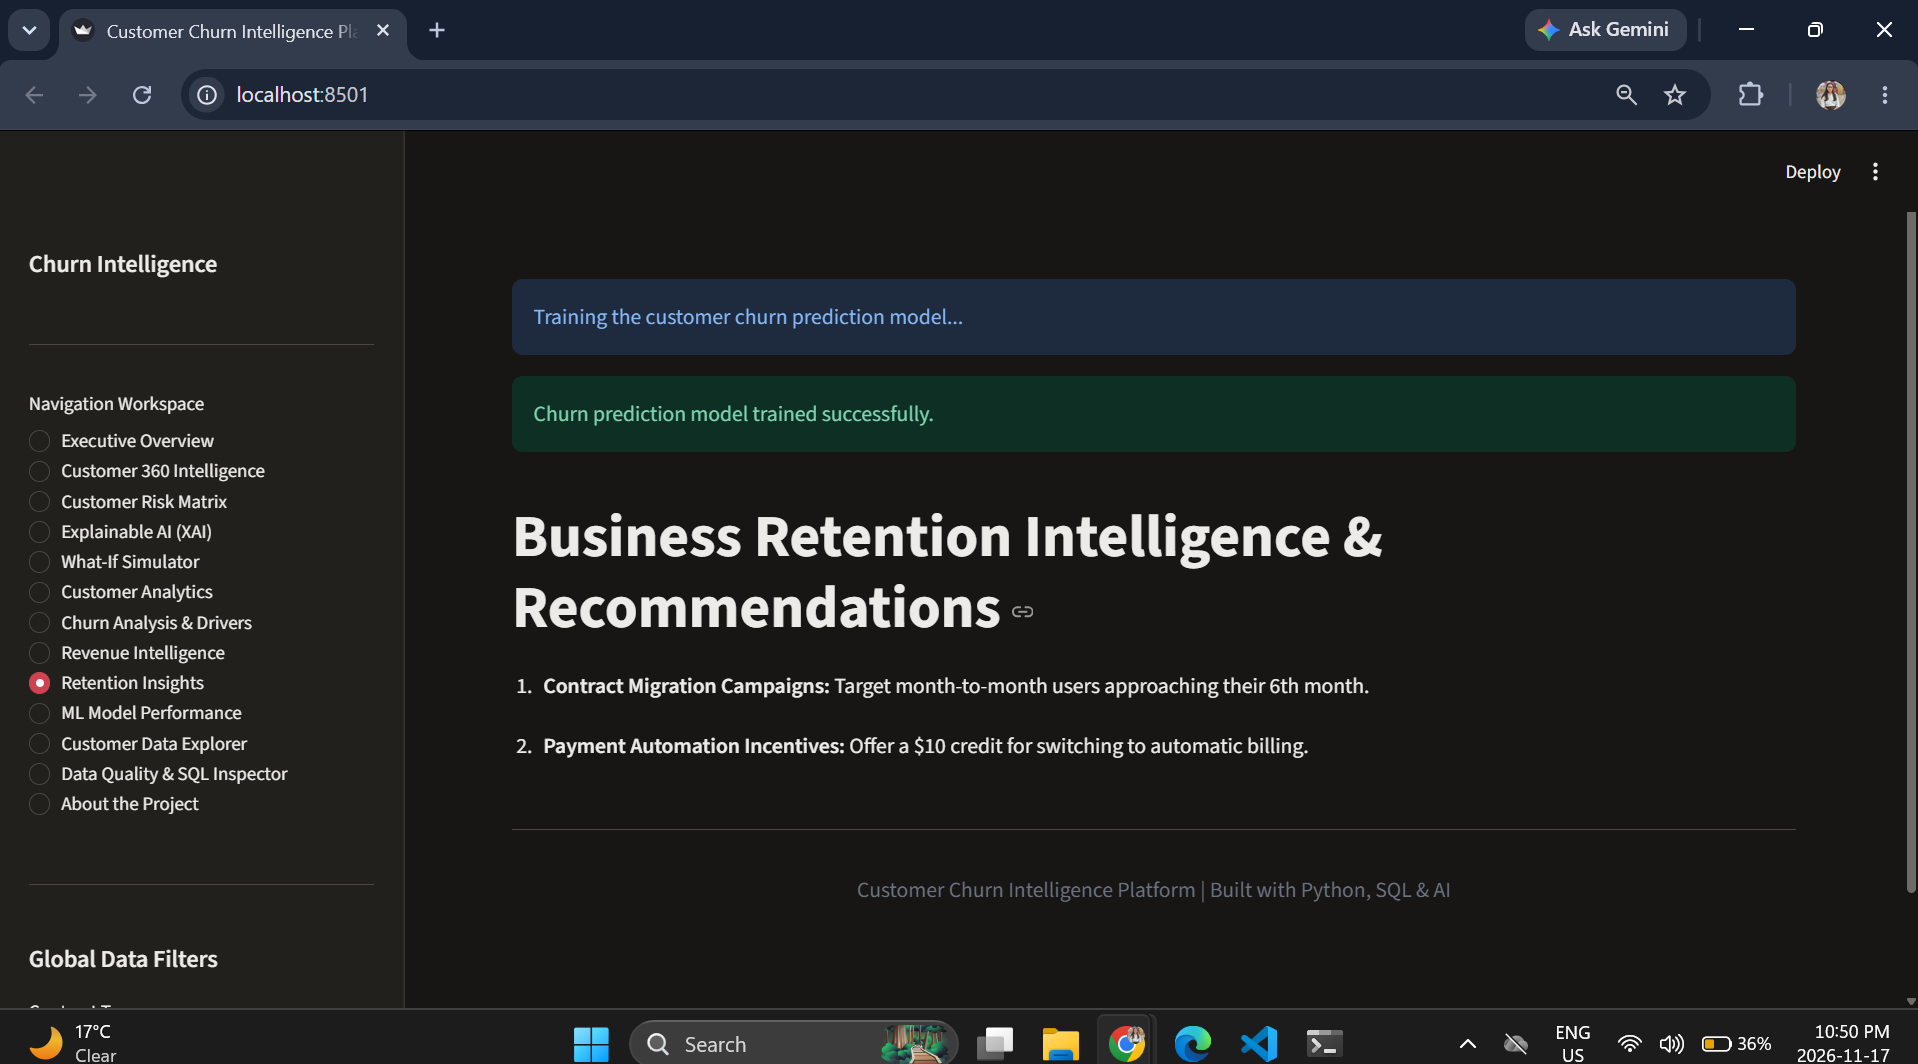 Customer Churn Intelligence Pla
Ask Gemini
localhost:8501
Deploy
Churn Intelligence
Navigation Workspace
Executive Overview
Customer 360 Intelligence
Customer Risk Matrix
Explainable AI (XAI)
What-If Simulator
Customer Analytics
Churn Analysis & Drivers
Revenue Intelligence
Retention Insights
ML Model Performance
Customer Data Explorer
Data Quality & SQL Inspector
About the Project
Global Data Filters
Training the customer churn prediction model...
Churn prediction model trained successfully.
Business Retention Intelligence &
Recommendations
1. Contract Migration Campaigns: Target month-to-month users approaching their 6th month.
2. Payment Automation Incentives: Offer a $10 credit for switching to automatic billing.
Customer Churn Intelligence Platform | Built with Python, SQL & AI
17°C
Clear
Search
ENG
US
36%
10:50 PM
2026-11-17